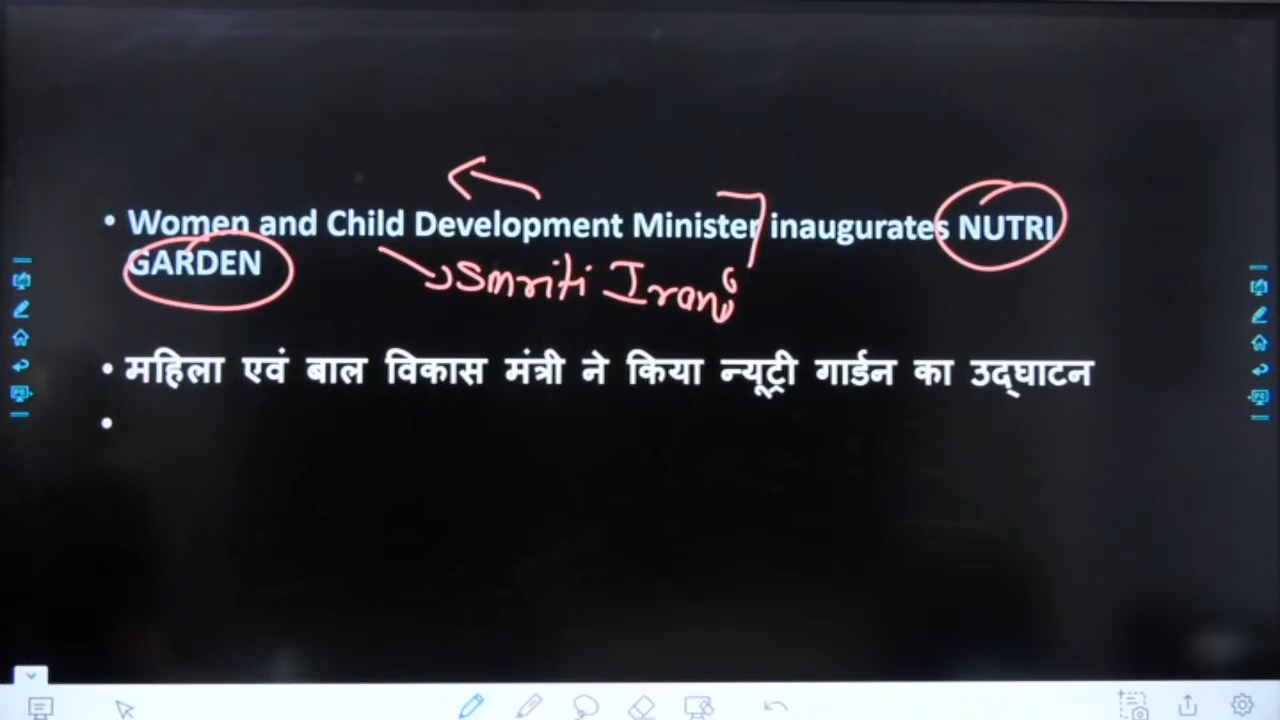 • Women and Child Development Minister inaugurates NUTRI
GARDEN
Smriti Irani
• महिला एवं बाल विकास मंत्री ने किया न्यूट्री गार्डन का उद्घाटन
•